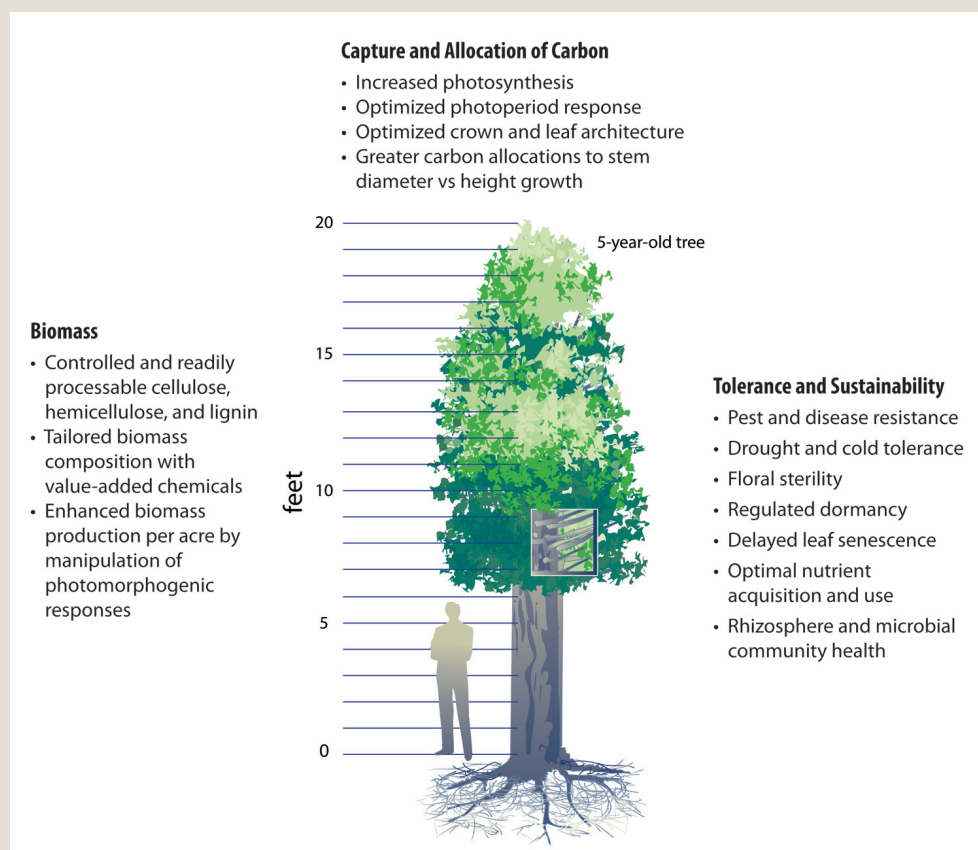 Capture and Allocation of Carbon
• Increased photosynthesis
• Optimized photoperiod response
• Optimized crown and leaf architecture
• Greater carbon allocations to stem
diameter vs height growth
20
5-year-old tree
Biomass
• Controlled and readily
processable cellulose,
hemicellulose, and lignin
• Tailored biomass
composition with
value-added chemicals
• Enhanced biomass
production per acre by
manipulation of
photomorphogenic
responses
15
10
feet
5
0
Tolerance and Sustainability
• Pest and disease resistance
• Drought and cold tolerance
• Floral sterility
• Regulated dormancy
• Delayed leaf senescence
• Optimal nutrient
acquisition and use
• Rhizosphere and microbial
community health